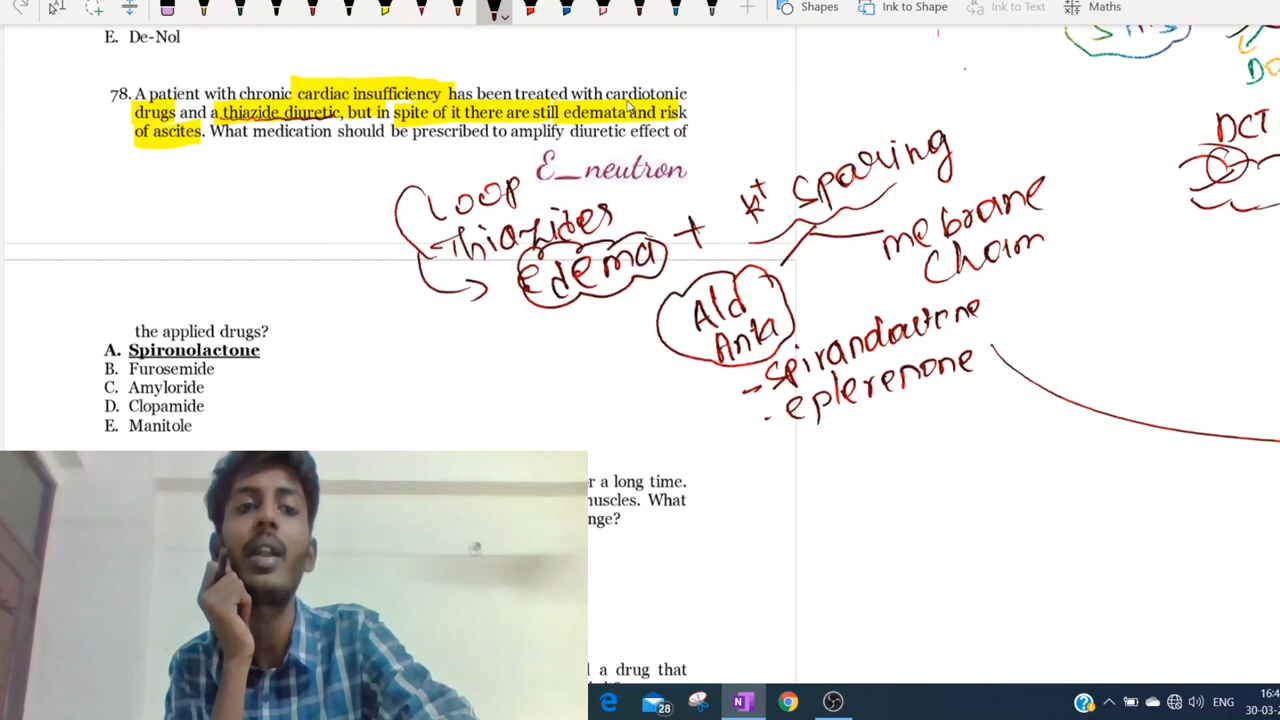 Shapes
Ink to Shape
Ink to Text
Maths
E. De-Nol
78. A patient with chronic cardiac insufficiency has been treated with cardiotonic
drugs and a thiazide diuretic, but in spite of it there are still edemata and risk
of ascites. What medication should be prescribed to amplify diuretic effect of
E_neutron
loop
-thiazides
edema + K+ sparing
mebrane
Ald
Anta
-spirandactone
-eplerenone
DCT
the applied drugs?
A. Spironolactone
B. Furosemide
C. Amyloride
D. Clopamide
E. Manitole
r a long time.
nuscles. What
nge?
l a drug that
28
ENG
16:4
30-03-2